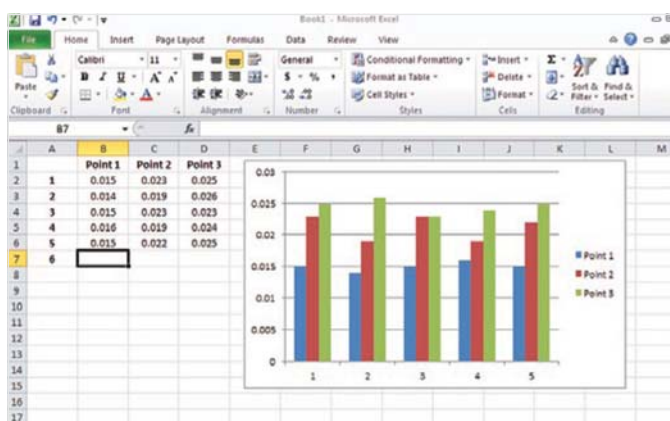 Book1 - Microsoft Excel
File Home Insert Page Layout Formulas Data Review View
Calibri 11 General Conditional Formatting Insert Σ
Paste B I U A A $ % , Format as Table Delete Sort & Find &
Cell Styles Format Filter Select
Clipboard Font Alignment Number Styles Cells Editing
B7 fx
A B C D E F G H I J K L M
1 Point 1 Point 2 Point 3
2 1 0.015 0.023 0.025
3 2 0.014 0.019 0.026
4 3 0.015 0.023 0.023
5 4 0.016 0.019 0.024
6 5 0.015 0.022 0.025
7 6
8
9
10
11
12
13
14
15
16
17
0.03
0.025
0.02
0.015
0.01
0.005
0
1 2 3 4 5
Point 1
Point 2
Point 3